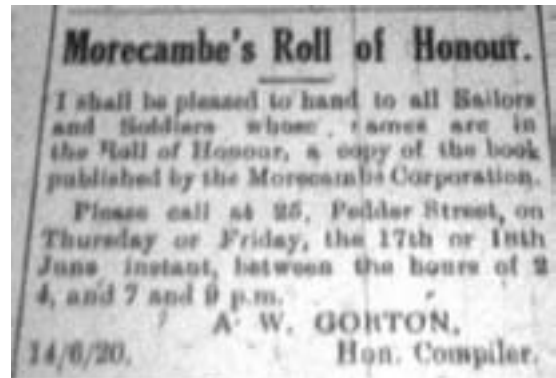 Morecambe's Roll of Honour.
I shall be pleased to hand to all Sailors
and Soldiers whose names are in
the Roll of Honour, a copy of the book
published by the Morecambe Corporation.
Please call at 25, Pedder Street, on
Thursday or Friday, the 17th or 18th
June instant, between the hours of 2
4, and 7 and 9 p.m.
A. W. GORTON,
14/6/20. Hon. Compiler.